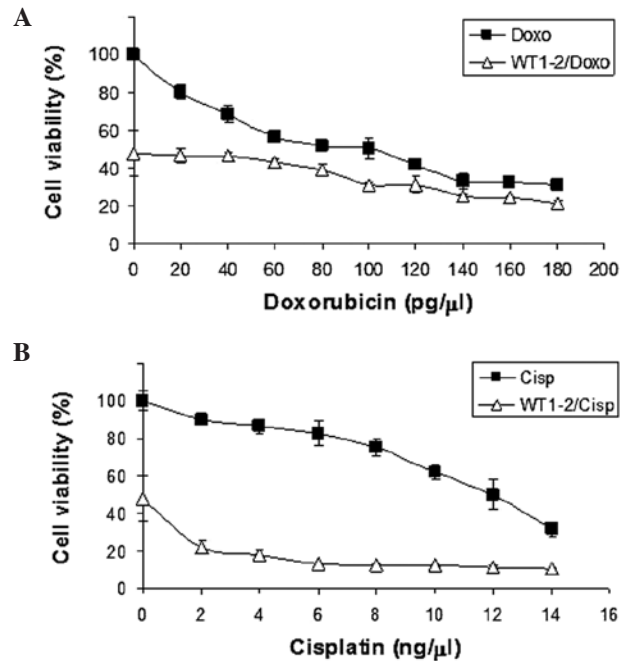 A
Doxo
WT1-2/Doxo
Cell viability (%)
100
80
60
40
20
0
0 20 40 60 80 100 120 140 160 180 200
Doxorubicin (pg/μl)
B
Cisp
WT1-2/Cisp
Cell viability (%)
100
80
60
40
20
0
0 2 4 6 8 10 12 14 16
Cisplatin (ng/μl)